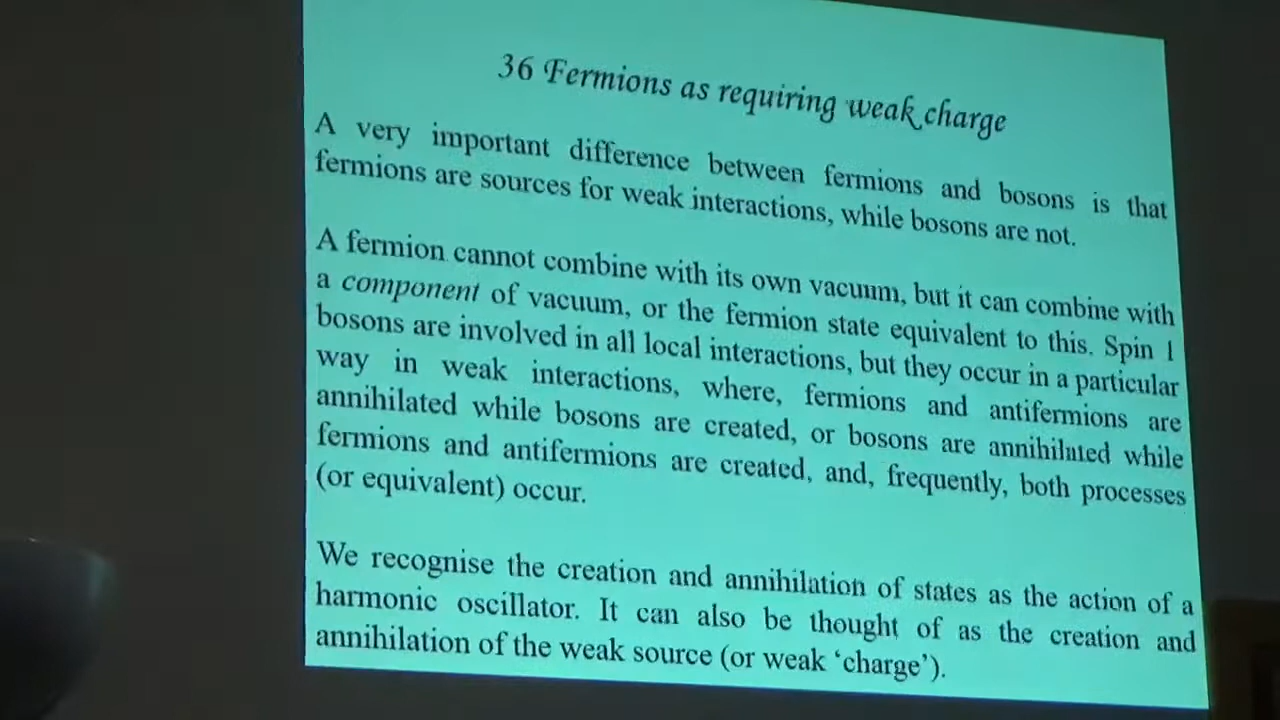 36 Fermions as requiring weak charge
A very important difference between fermions and bosons is that
fermions are sources for weak interactions, while bosons are not.
A fermion cannot combine with its own vacuum, but it can combine with
a component of vacuum, or the fermion state equivalent to this. Spin 1
bosons are involved in all local interactions, but they occur in a particular
way in weak interactions, where, fermions and antifermions are
annihilated while bosons are created, or bosons are annihilated while
fermions and antifermions are created, and, frequently, both processes
(or equivalent) occur.
We recognise the creation and annihilation of states as the action of a
harmonic oscillator. It can also be thought of as the creation and
annihilation of the weak source (or weak ‘charge’).